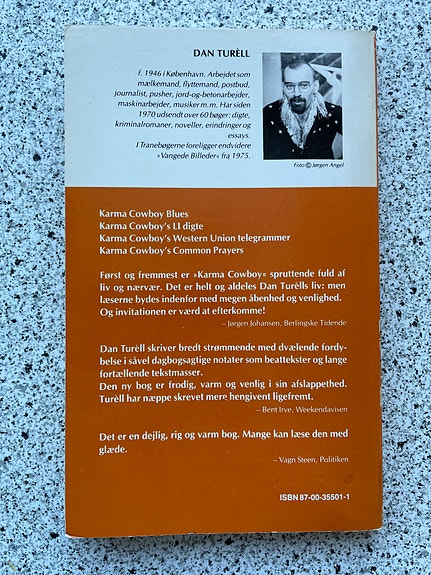 DAN TURÈLL
f. 1946 i København. Arbejdet som
mælkemand, flyttemand, postbud,
journalist, pusher, jord-og-betonarbejder,
maskinarbejder, musiker m.m. Har siden
1970 udsendt over 60 bøger: digte,
kriminalromaner, noveller, erindringer og
essays.
I Tranebøgerne foreligger endvidere
»Vangede Billeder« fra 1975.
Foto © Jørgen Angel
Karma Cowboy Blues
Karma Cowboy's LI digte
Karma Cowboy's Western Union telegrammer
Karma Cowboy's Common Prayers
Først og fremmest er »Karma Cowboy« spruttende fuld af
liv og nærvær. Det er helt og aldeles Dan Turèlls liv: men
læserne bydes indenfor med megen åbenhed og venlighed.
Og invitationen er værd at efterkomme!
– Jørgen Johansen, Berlingske Tidende
Dan Turèll skriver bredt strømmende med dvælende fordy-
belse i såvel dagbogsagtige notater som beattekster og lange
fortællende tekstmasser.
Den ny bog er frodig, varm og venlig i sin afslappethed.
Turèll har næppe skrevet mere hengivent ligefremt.
– Bent Irve, Weekendavisen
Det er en dejlig, rig og varm bog. Mange kan læse den med
glæde.
– Vagn Steen, Politiken
ISBN 87-00-35501-1